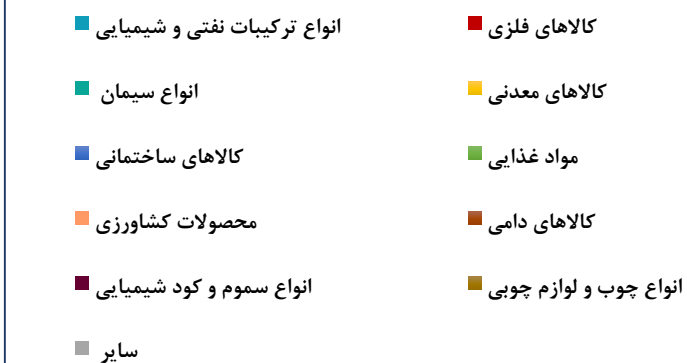 کالاهای فلزی
انواع ترکیبات نفتی و شیمیایی
کالاهای معدنی
انواع سیمان
مواد غذایی
کالاهای ساختمانی
کالاهای دامی
محصولات کشاورزی
انواع چوب و لوازم چوبی
انواع سموم و کود شیمیایی
سایر